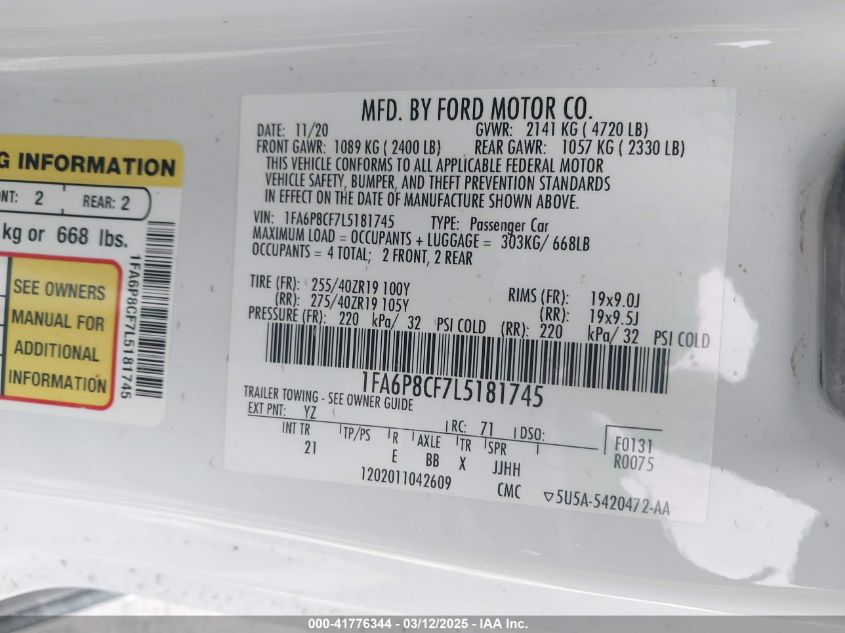 G INFORMATION
NT: 2 REAR: 2
kg or 668 lbs.
SEE OWNERS
MANUAL FOR
ADDITIONAL
INFORMATION
1FA6P8CF7L5181745
MFD. BY FORD MOTOR CO.
DATE: 11/20 GVWR: 2141 KG ( 4720 LB)
FRONT GAWR: 1089 KG ( 2400 LB) REAR GAWR: 1057 KG ( 2330 LB)
THIS VEHICLE CONFORMS TO ALL APPLICABLE FEDERAL MOTOR
VEHICLE SAFETY, BUMPER, AND THEFT PREVENTION STANDARDS
IN EFFECT ON THE DATE OF MANUFACTURE SHOWN ABOVE.
VIN: 1FA6P8CF7L5181745 TYPE: Passenger Car
MAXIMUM LOAD = OCCUPANTS + LUGGAGE = 303KG/ 668LB
OCCUPANTS = 4 TOTAL; 2 FRONT, 2 REAR
TIRE (FR): 255/40ZR19 100Y RIMS (FR): 19x9.0J
(RR): 275/40ZR19 105Y (RR): 19x9.5J
PRESSURE (FR): 220 kPa/ 32 PSI COLD (RR): 220 kPa/ 32 PSI COLD
1FA6P8CF7L5181745
TRAILER TOWING - SEE OWNER GUIDE
EXT PNT: YZ RC: 71 DSO: F0131
INT TR TP/PS R AXLE TR SPR R0075
21 E BB X JJHH
1202011042609 CMC ▽5U5A-5420472-AA
000-41776344 / 03/12/2025 - IAA Inc.